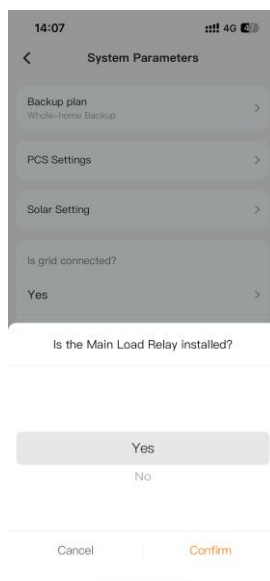 14:07
4G
System Parameters
Backup plan
Whole-home Backup
PCS Settings
Solar Setting
Is grid connected?
Yes
Is the Main Load Relay installed?
Yes
No
Cancel
Confirm